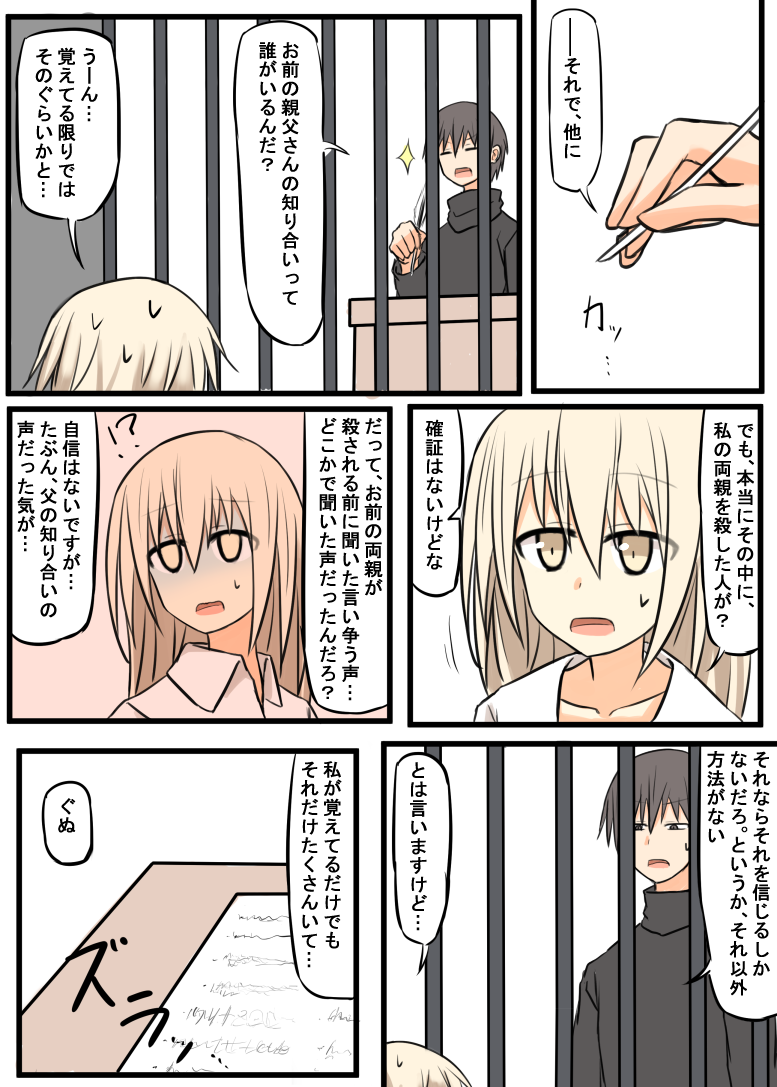 ──それで、他に
カッ…
お前の親父さんの知り合いって
誰がいるんだ？
うーん…
覚えてる限りでは
そのぐらいかと…
でも、本当にその中に、
私の両親を殺した人が？
確証はないけどな
だって、お前の両親が
殺される前に聞いた言い争う声…
どこかで聞いた声だったんだろ？
!?
自信はないですが…
たぶん、父の知り合いの
声だった気が…
それならそれを信じるしか
ないだろ。というか、それ以外
方法がない
とは言いますけど…
私が覚えてるだけでも
それだけたくさんいて…
ぐぬ
ズラッ